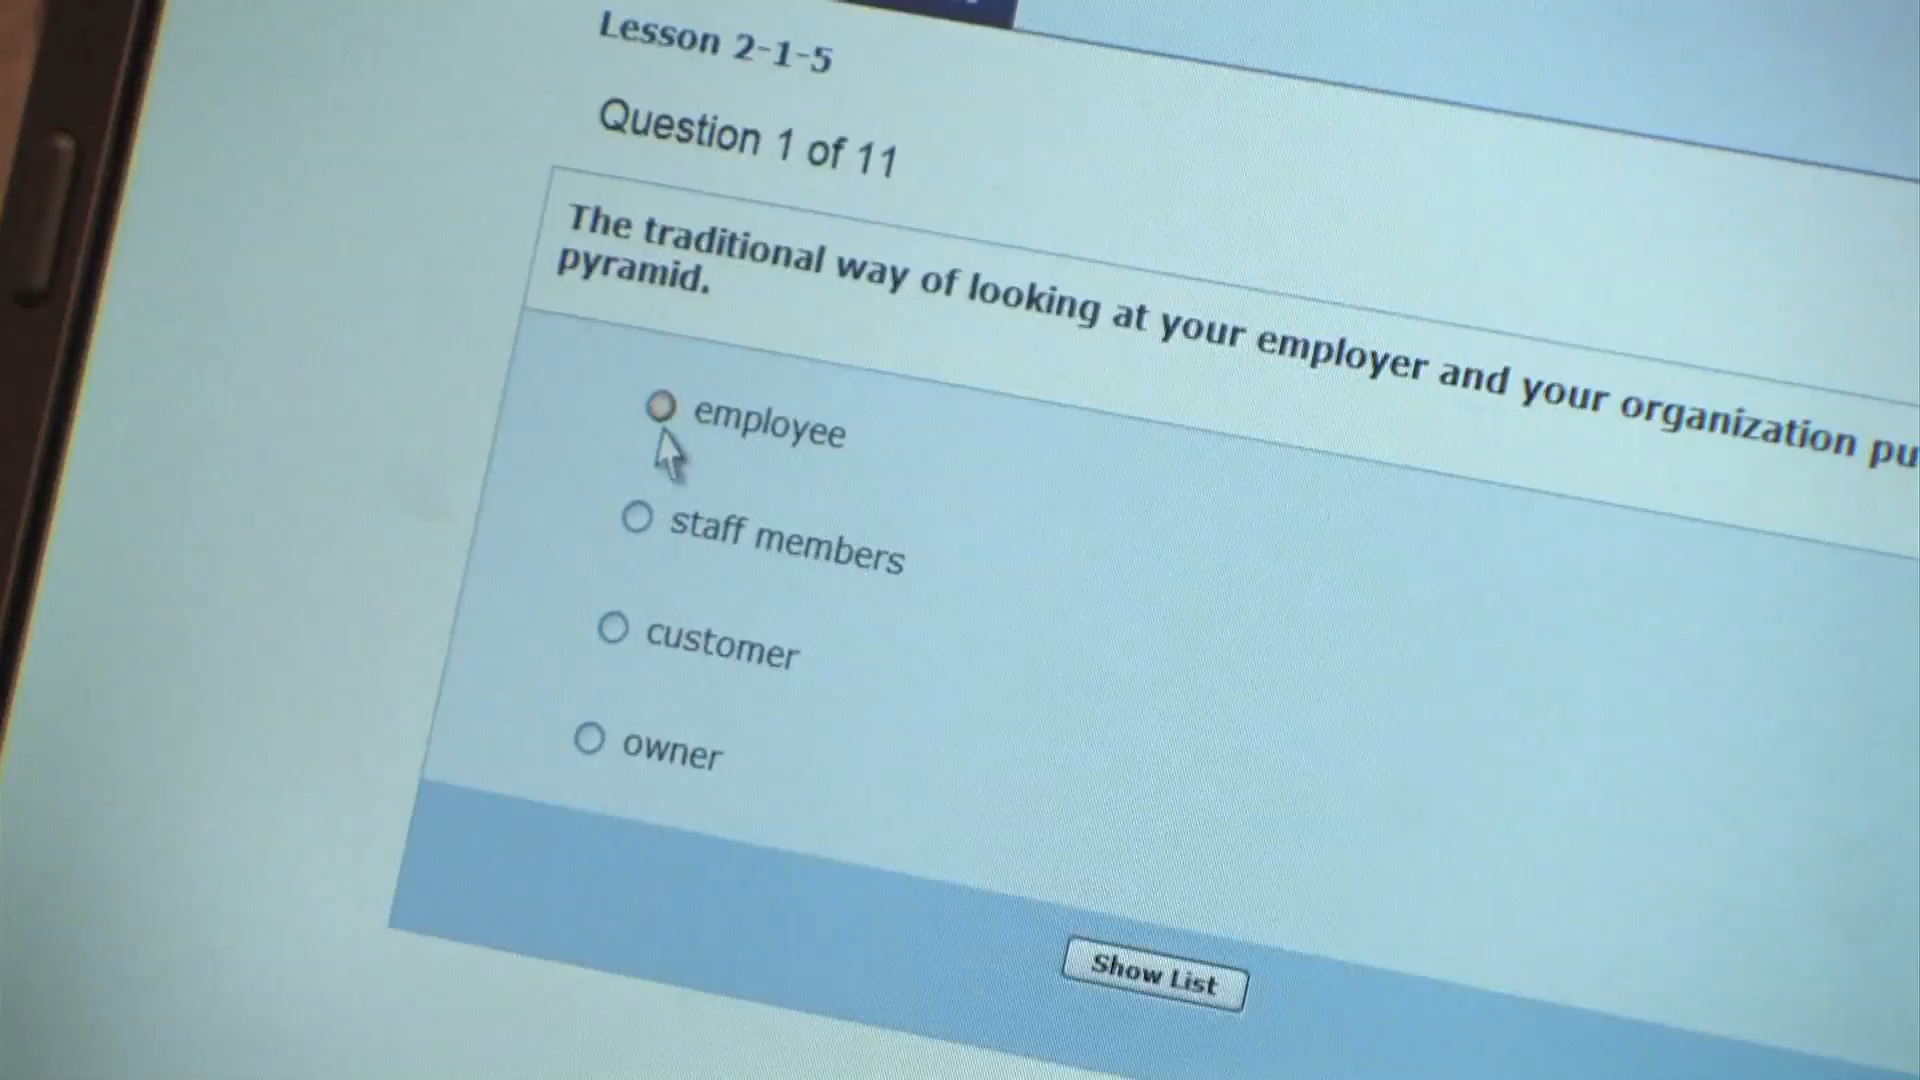 Lesson 2-1-5
Question 1 of 11
The traditional way of looking at your employer and your organization pu
pyramid.
employee
staff members
customer
owner
Show List